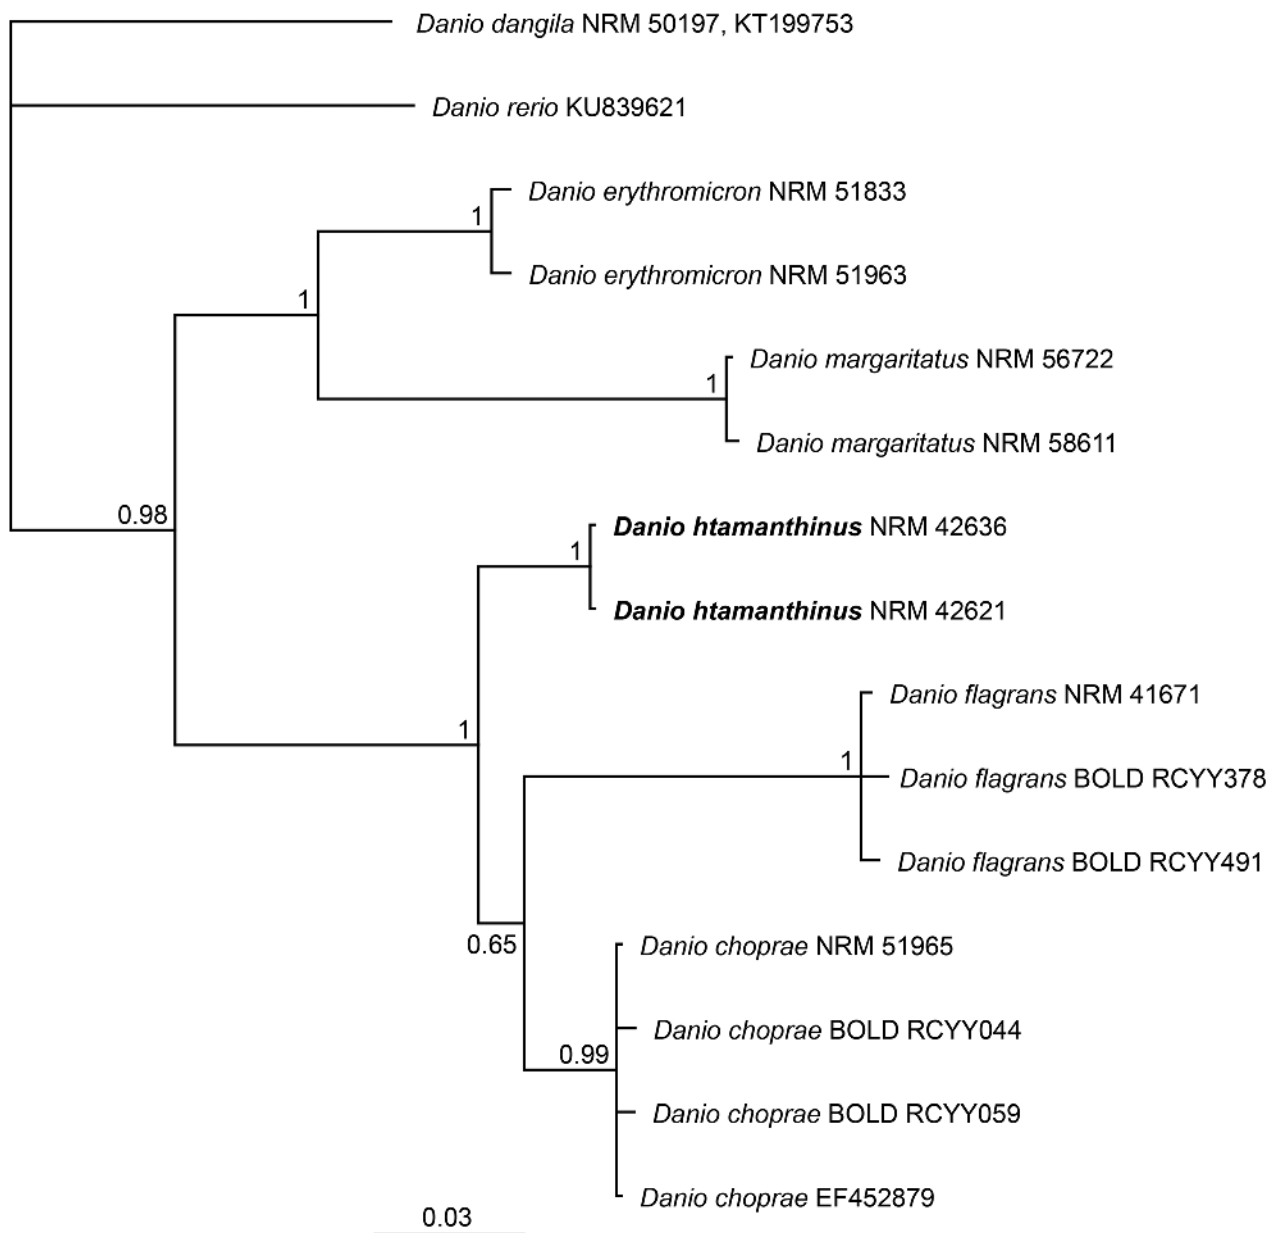 Danio dangila NRM 50197, KT199753
Danio rerio KU839621
Danio erythromicron NRM 51833
1
Danio erythromicron NRM 51963
1
Danio margaritatus NRM 56722
1
Danio margaritatus NRM 58611
0.98
Danio htamanthinus NRM 42636
1
Danio htamanthinus NRM 42621
Danio flagrans NRM 41671
1
1
Danio flagrans BOLD RCYY378
Danio flagrans BOLD RCYY491
0.65
Danio choprae NRM 51965
Danio choprae BOLD RCYY044
0.99
Danio choprae BOLD RCYY059
Danio choprae EF452879
0.03